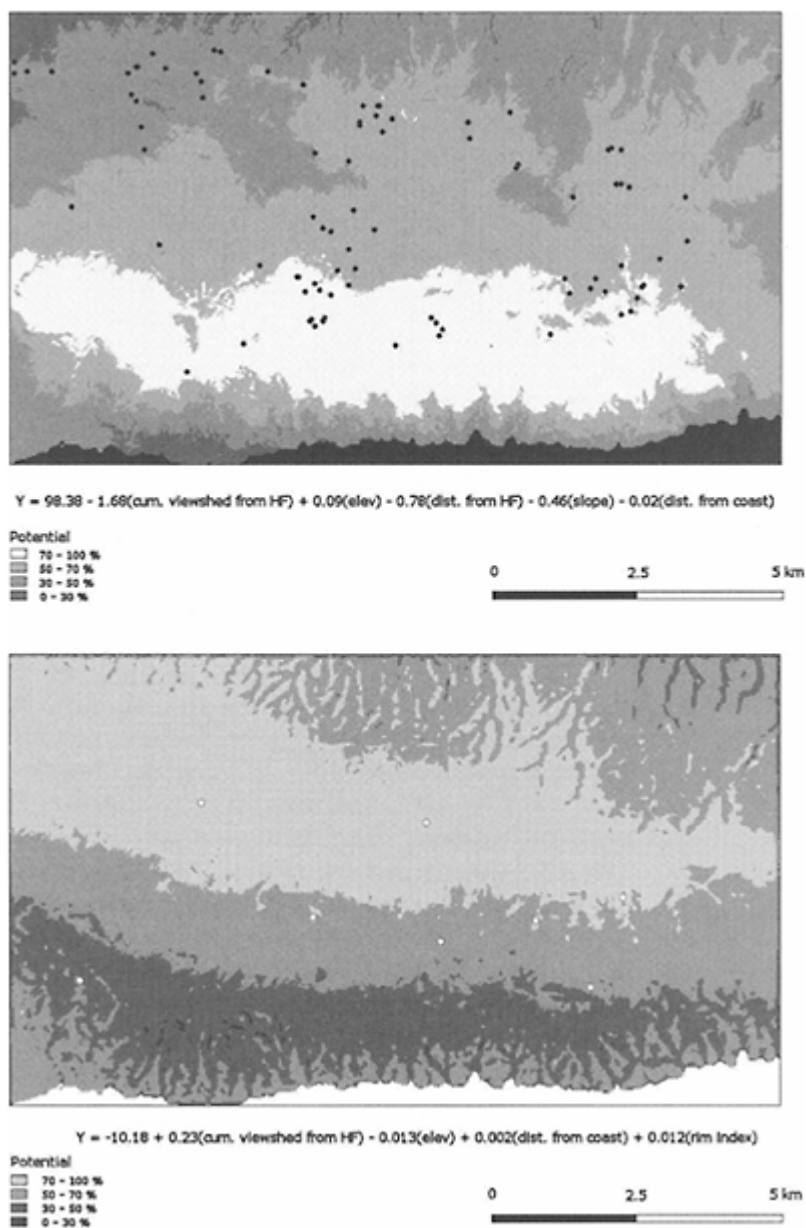 Y = 98.38 - 1.68(cum. viewshed from HF) + 0.09(elev) - 0.78(dist. from HF) - 0.46(slope) - 0.02(dist. from coast)
Potential
70 - 100 %
50 - 70 %
30 - 50 %
0 - 30 %
0 2.5 5 km
Y = -10.18 + 0.23(cum. viewshed from HF) - 0.013(elev) + 0.002(dist. from coast) + 0.012(rim index)
Potential
70 - 100 %
50 - 70 %
30 - 50 %
0 - 30 %
0 2.5 5 km